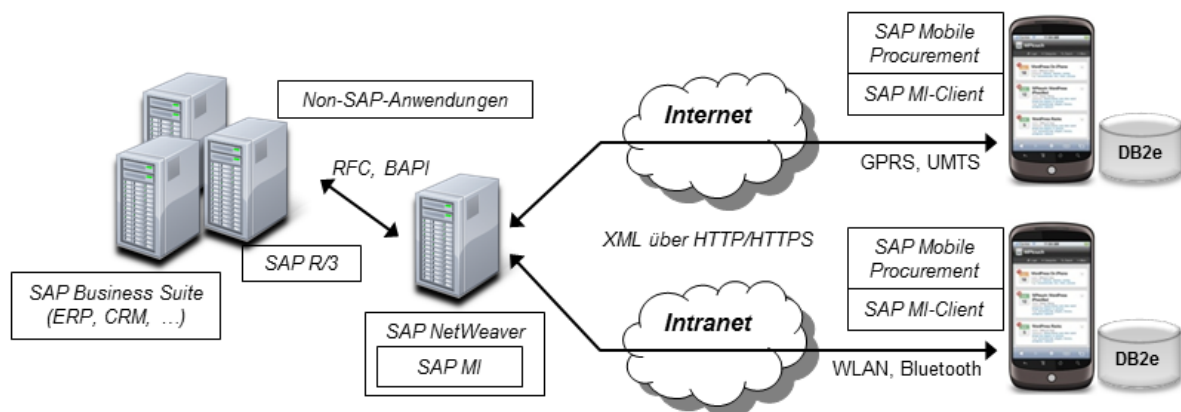 SAP Mobile
Procurement
SAP MI-Client
Non-SAP-Anwendungen
Internet
RFC, BAPI
GPRS, UMTS
DB2e
XML über HTTP/HTTPS
SAP R/3
SAP Business Suite
(ERP, CRM, …)
SAP NetWeaver
SAP MI
SAP Mobile
Procurement
SAP MI-Client
Intranet
WLAN, Bluetooth
DB2e